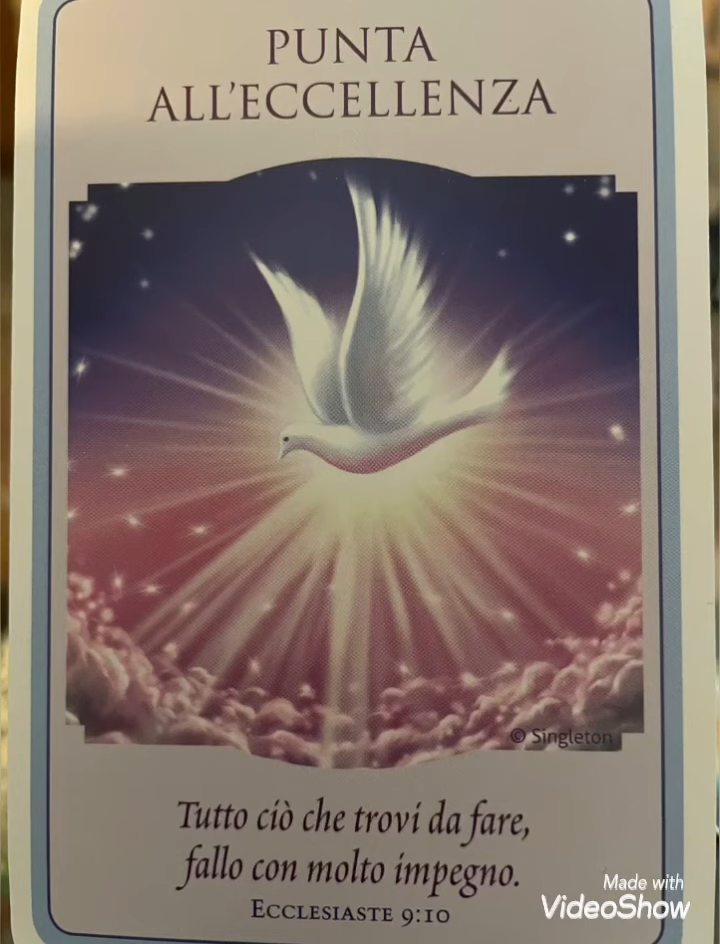 PUNTA
ALL'ECCELLENZA
© Singleton
Tutto ciò che trovi da fare,
fallo con molto impegno.
ECCLESIASTE 9:10
Made with
VideoShow